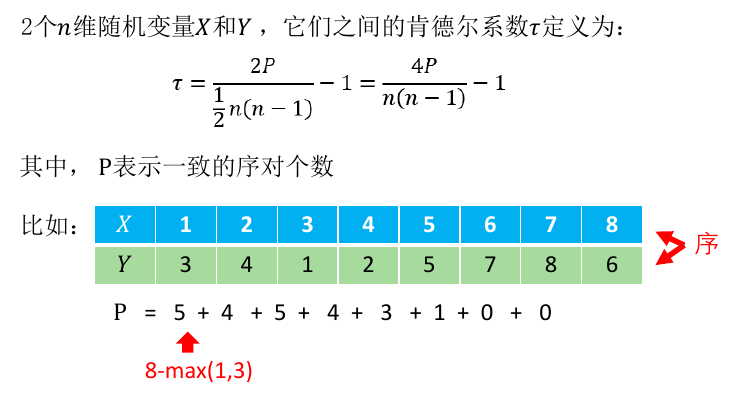 2个n维随机变量X和Y，它们之间的肯德尔系数τ定义为：
τ = 2P / (1/2 n(n − 1)) − 1 = 4P / (n(n − 1)) − 1
其中， P表示一致的序对个数
比如： X 1 2 3 4 5 6 7 8
Y 3 4 1 2 5 7 8 6
序
P = 5 + 4 + 5 + 4 + 3 + 1 + 0 + 0
8-max(1,3)